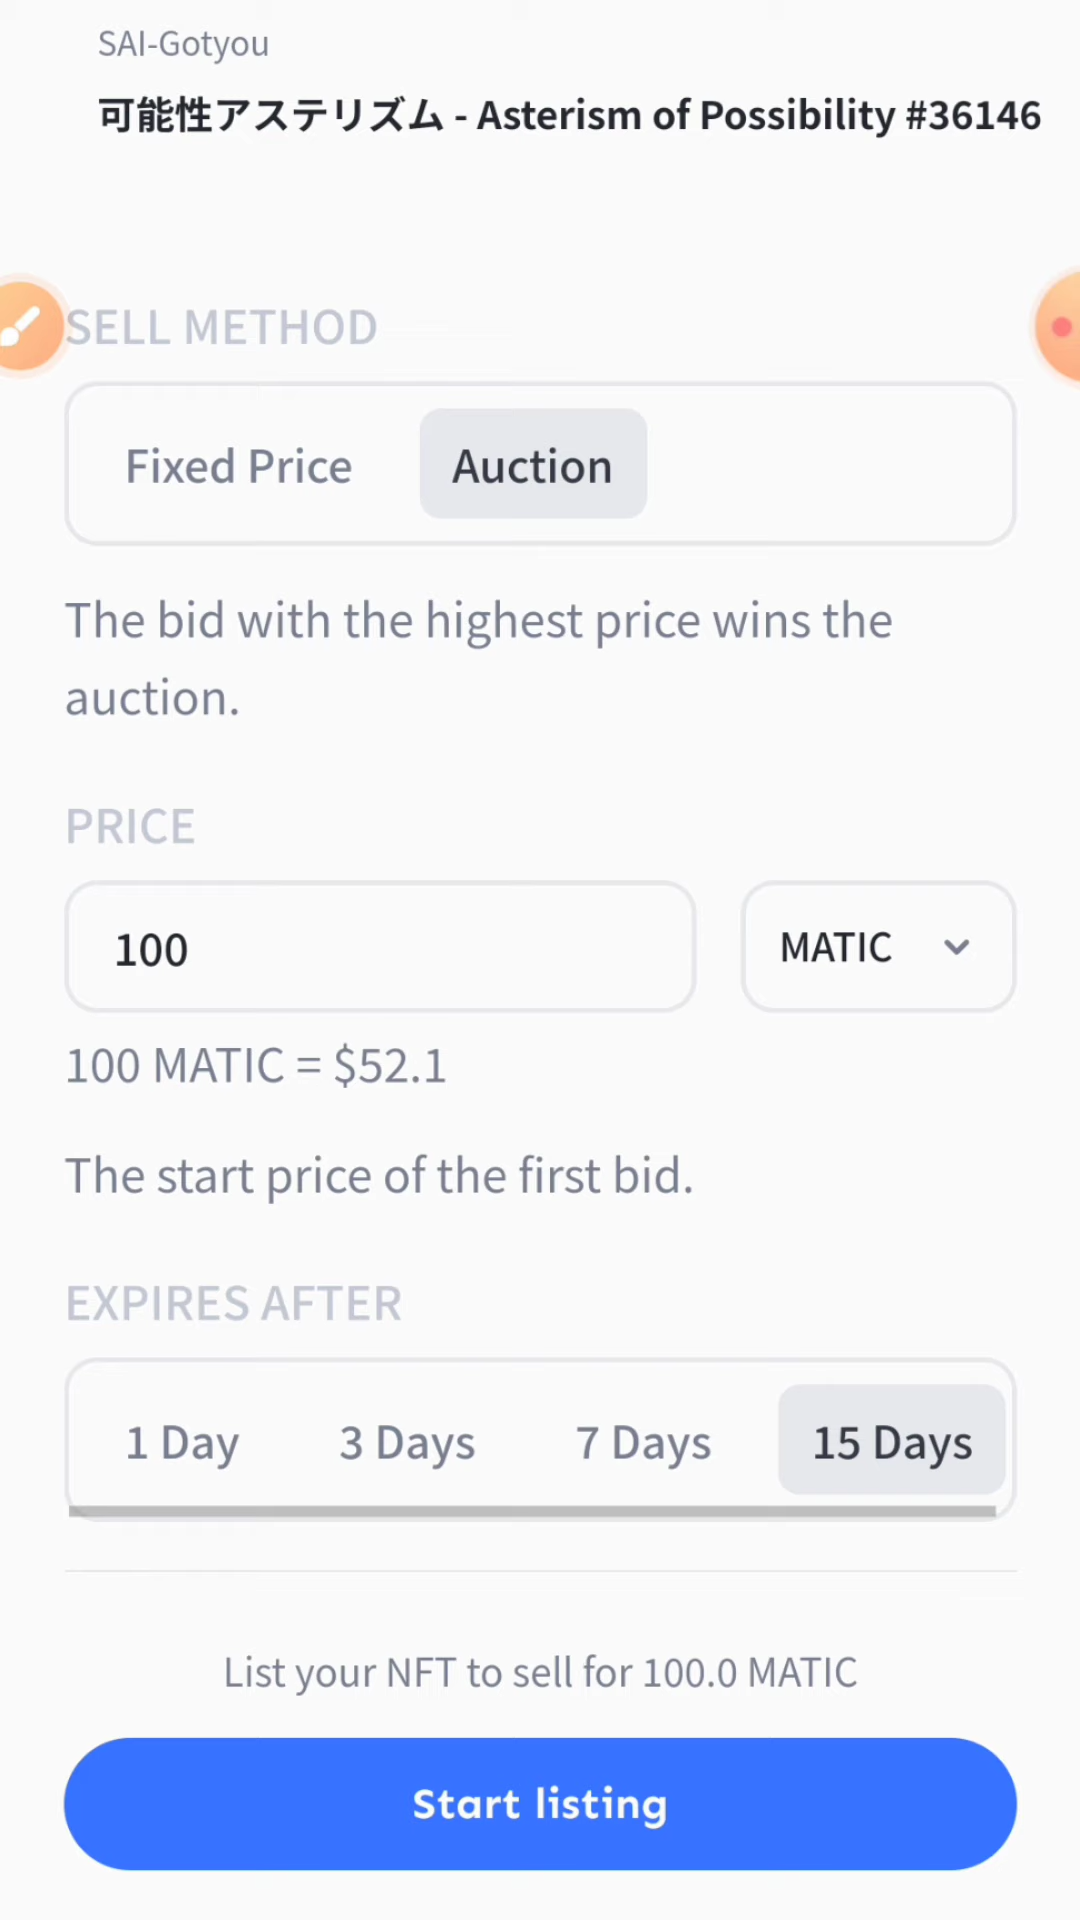 SAI-Gotyou
可能性アステリズム - Asterism of Possibility #36146
SELL METHOD
Fixed Price
Auction
The bid with the highest price wins the
auction.
PRICE
100
MATIC
100 MATIC = $52.1
The start price of the first bid.
EXPIRES AFTER
1 Day
3 Days
7 Days
15 Days
List your NFT to sell for 100.0 MATIC
Start listing